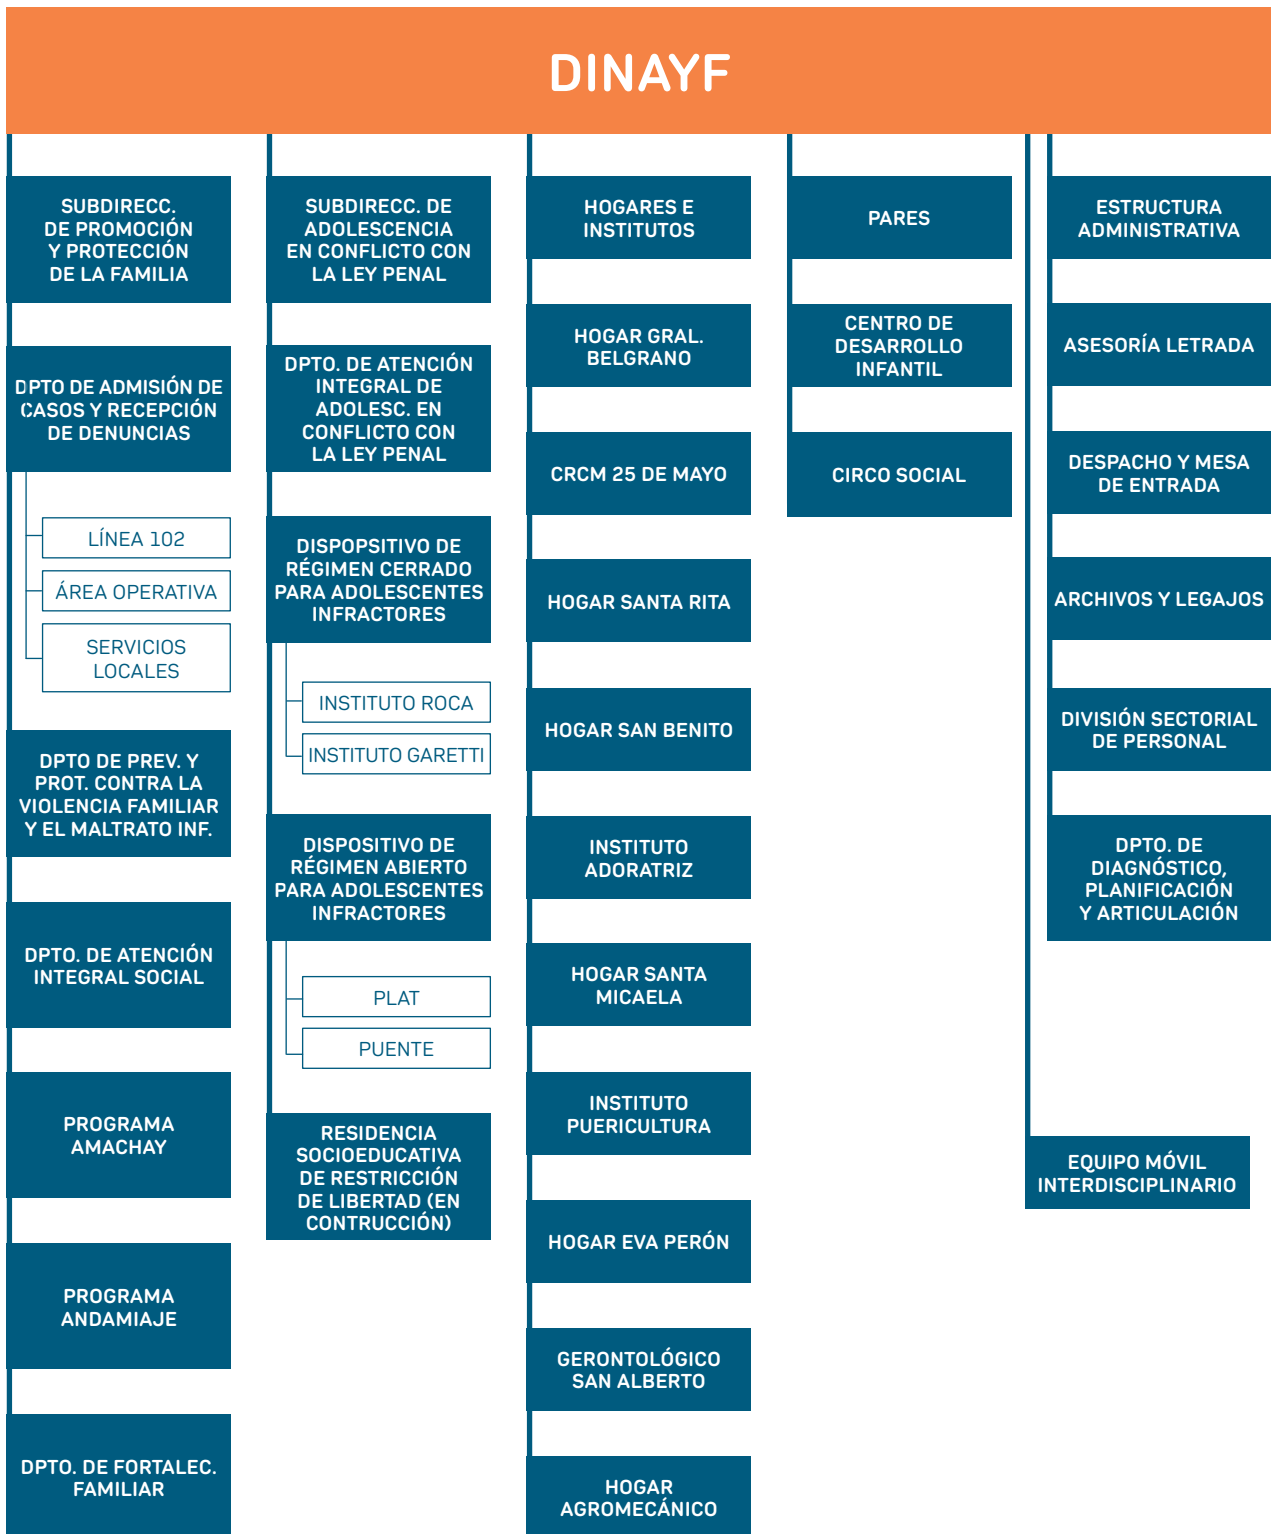 DINAYF
SUBDIRECC.
DE PROMOCIÓN
Y PROTECCIÓN
DE LA FAMILIA
DPTO DE ADMISIÓN DE
CASOS Y RECEPCIÓN
DE DENUNCIAS
LÍNEA 102
ÁREA OPERATIVA
SERVICIOS
LOCALES
DPTO DE PREV. Y
PROT. CONTRA LA
VIOLENCIA FAMILIAR
Y EL MALTRATO INF.
DPTO. DE ATENCIÓN
INTEGRAL SOCIAL
PROGRAMA
AMACHAY
PROGRAMA
ANDAMIAJE
DPTO. DE FORTALEC.
FAMILIAR
SUBDIRECC. DE
ADOLESCENCIA
EN CONFLICTO CON
LA LEY PENAL
DPTO. DE ATENCIÓN
INTEGRAL DE
ADOLESC. EN
CONFLICTO CON
LA LEY PENAL
DISPOPSITIVO DE
RÉGIMEN CERRADO
PARA ADOLESCENTES
INFRACTORES
INSTITUTO ROCA
INSTITUTO GARETTI
DISPOSITIVO DE
RÉGIMEN ABIERTO
PARA ADOLESCENTES
INFRACTORES
PLAT
PUENTE
RESIDENCIA
SOCIOEDUCATIVA
DE RESTRICCIÓN
DE LIBERTAD (EN
CONTRUCCIÓN)
HOGARES E
INSTITUTOS
HOGAR GRAL.
BELGRANO
CRCM 25 DE MAYO
HOGAR SANTA RITA
HOGAR SAN BENITO
INSTITUTO
ADORATRIZ
HOGAR SANTA
MICAELA
INSTITUTO
PUERICULTURA
HOGAR EVA PERÓN
GERONTOLÓGICO
SAN ALBERTO
HOGAR
AGROMECÁNICO
PARES
CENTRO DE
DESARROLLO
INFANTIL
CIRCO SOCIAL
ESTRUCTURA
ADMINISTRATIVA
ASESORÍA LETRADA
DESPACHO Y MESA
DE ENTRADA
ARCHIVOS Y LEGAJOS
DIVISIÓN SECTORIAL
DE PERSONAL
DPTO. DE
DIAGNÓSTICO,
PLANIFICACIÓN
Y ARTICULACIÓN
EQUIPO MÓVIL
INTERDISCIPLINARIO